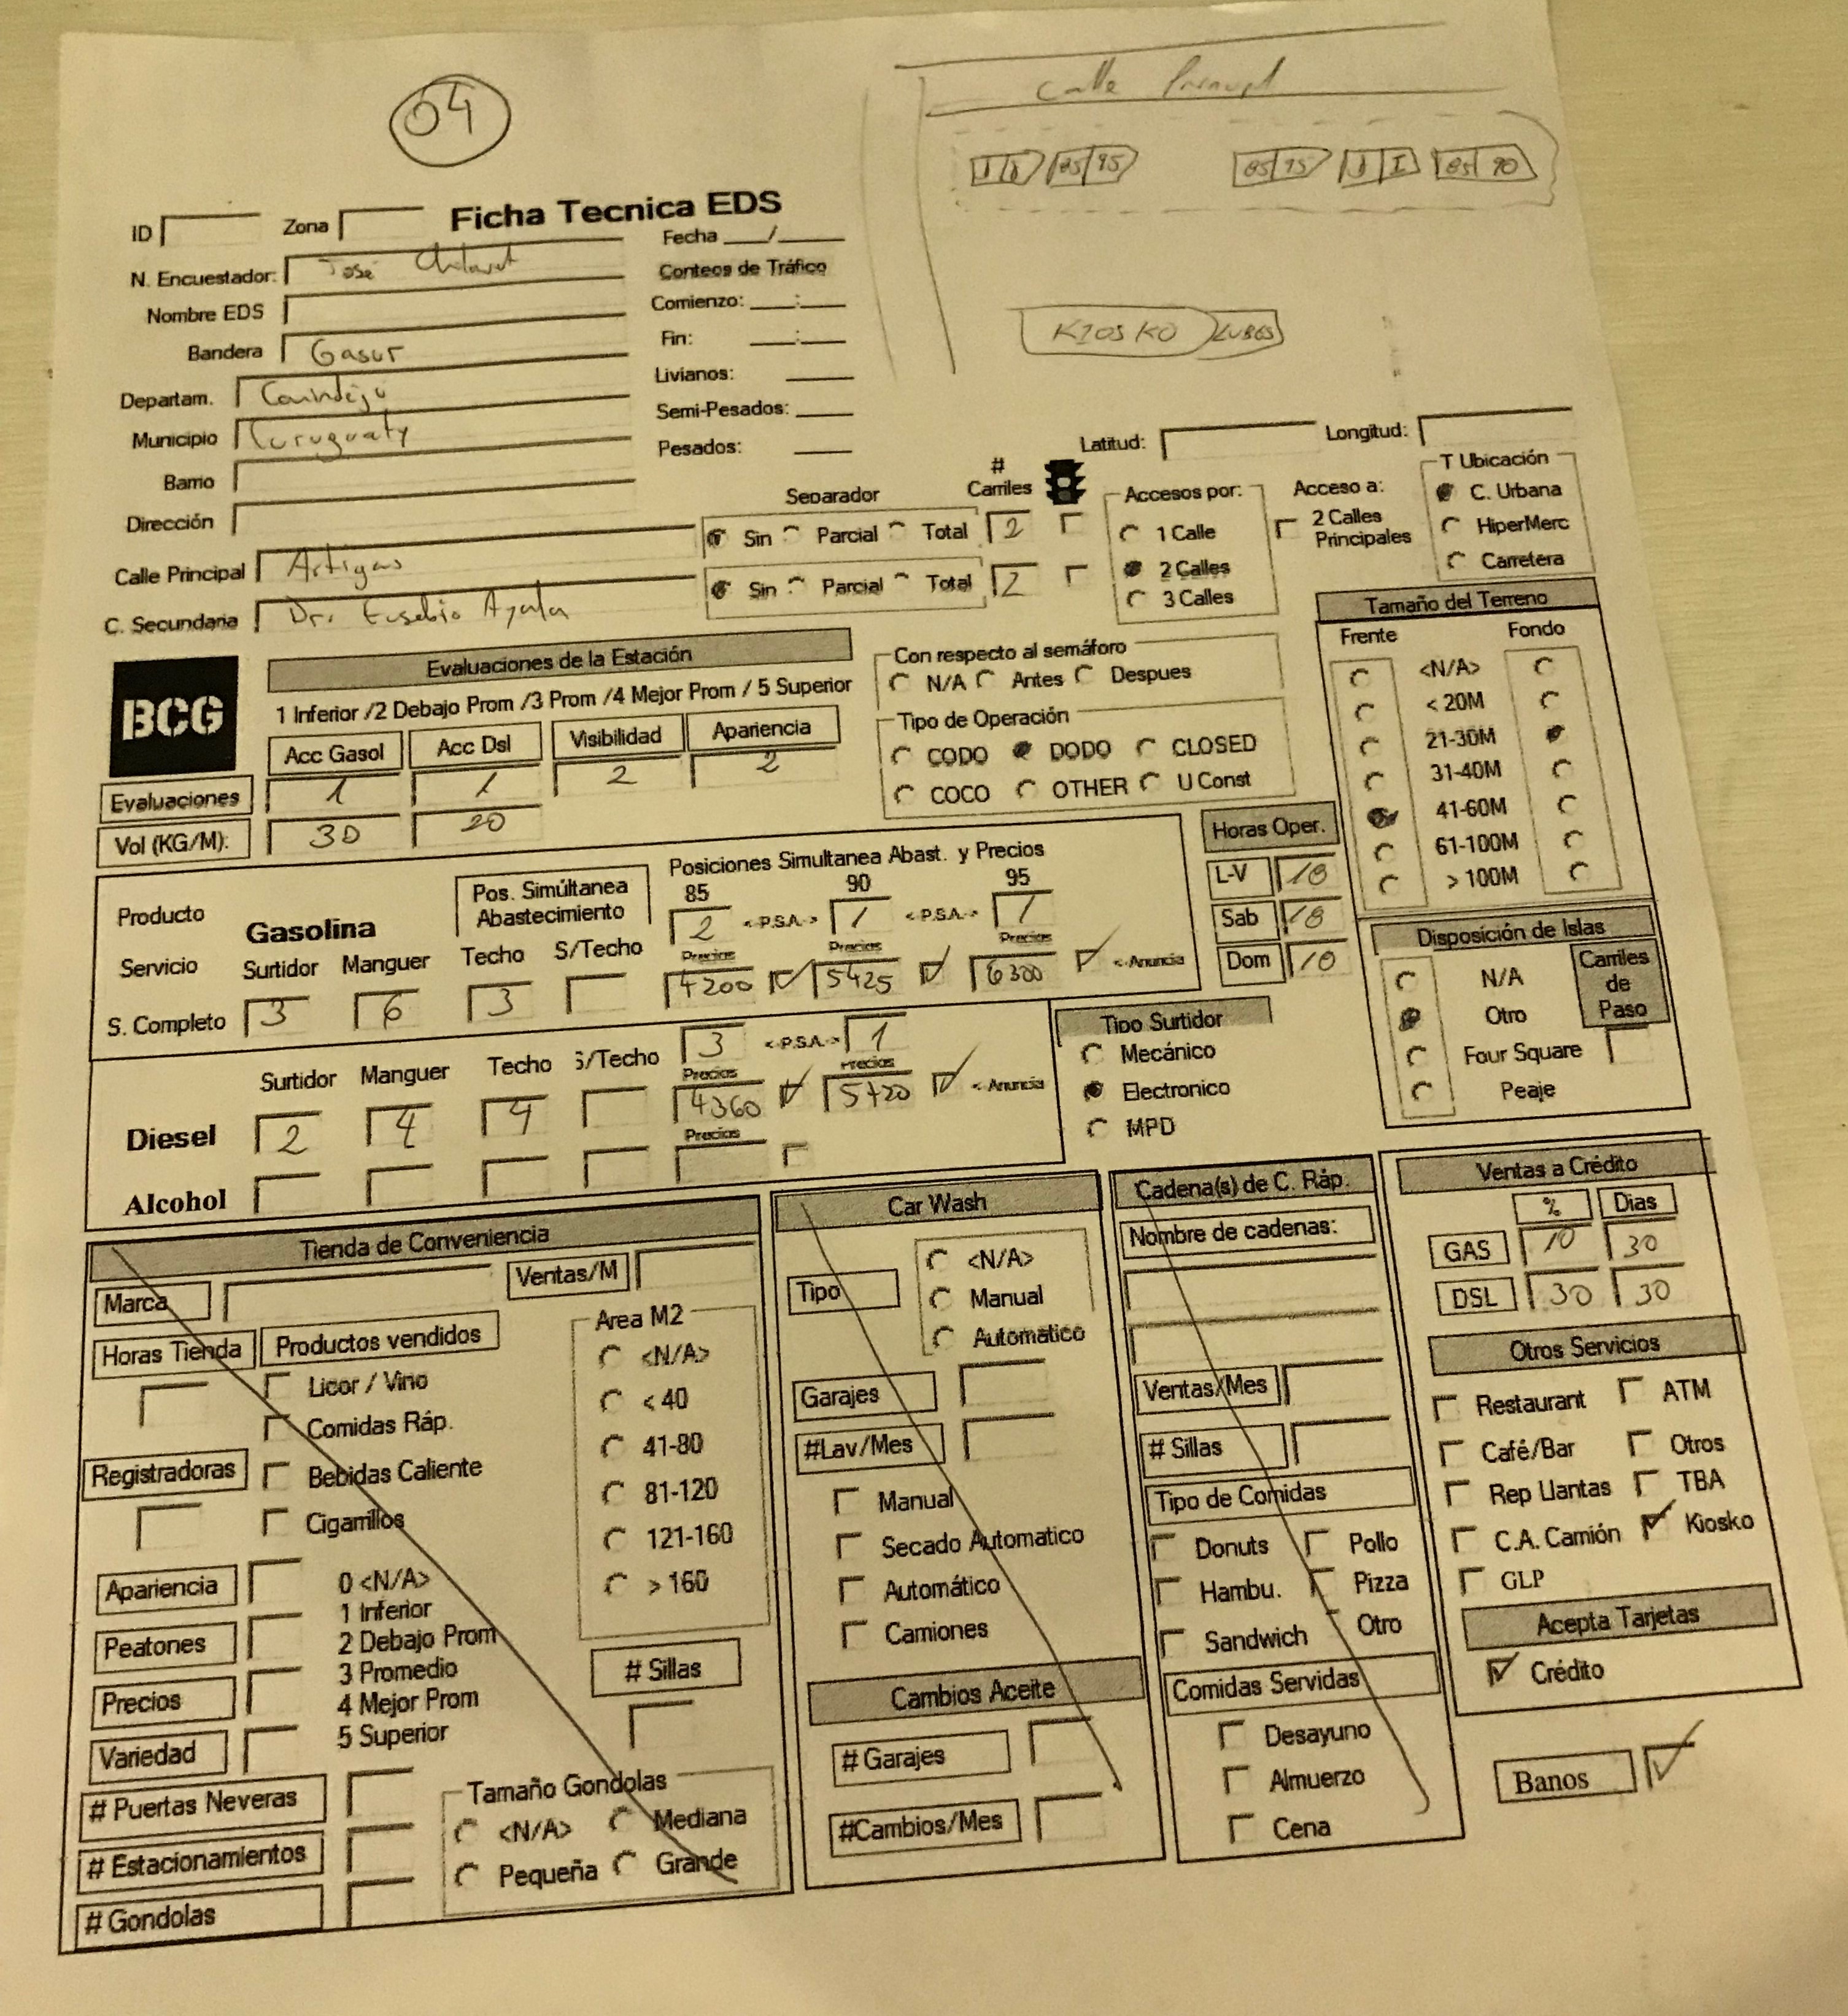 04
Calle
85 95 85 95 85 90
KIOSKO LUBES
ID Zona Ficha Tecnica EDS
Fecha ___/____
N. Encuestador: José
Conteos de Tráfico
Nombre EDS
Comienzo: ___:___
Bandera Gasur
Fin: ___:___
Departam.
Livianos: ____
Municipio Curuguaty
Semi-Pesados: ____
Barrio
Pesados: ____
Latitud: Longitud:
Dirección
Separador # Carriles Accesos por: Acceso a: T Ubicación
Calle Principal Artigas Sin Parcial Total 2
C. Secundaria Dr. Eusebio Ayala Sin Parcial Total 2
1 Calle
2 Calles
3 Calles
2 Calles Principales
C. Urbana
HiperMerc
Carretera
BCG
Evaluaciones de la Estación
1 Inferior /2 Debajo Prom /3 Prom /4 Mejor Prom / 5 Superior
Acc Gasol Acc Dsl Visibilidad Apariencia
Evaluaciones 1 1 2 2
Vol (KG/M): 30 20
Con respecto al semáforo
N/A Antes Despues
Tipo de Operación
CODO DODO CLOSED
COCO OTHER U Const
Tamaño del Terreno
Frente Fondo
<N/A>
< 20M
21-30M
31-40M
41-60M
61-100M
> 100M
Horas Oper.
L-V 18
Sab 18
Dom 18
Producto Gasolina
Pos. Simúltanea Abastecimiento
Posiciones Simultanea Abast. y Precios
85 90 95
2 <-P.S.A.-> 1 <-P.S.A.-> 1
Servicio Surtidor Manguer Techo S/Techo Precios Precios Precios
S. Completo 3 6 3 4200 5425 6300 <-Anuncia
Surtidor Manguer Techo S/Techo 3 <-P.S.A.-> 1
Precios Precios
Diesel 2 4 4 4360 5720 <-Anuncia
Precios
Alcohol
Tipo Surtidor
Mecánico
Electronico
MPD
Disposición de Islas
N/A
Otro
Four Square
Peaje
Carriles de Paso
Tienda de Conveniencia
Marca Ventas/M
Horas Tienda Productos vendidos
Licor / Vino
Comidas Ráp.
Registradoras Bebidas Caliente
Cigarrillos
Area M2
<N/A>
< 40
41-80
81-120
121-160
> 160
Apariencia 0 <N/A>
1 Inferior
Peatones 2 Debajo Prom
3 Promedio
Precios 4 Mejor Prom
Variedad 5 Superior
# Sillas
# Puertas Neveras
# Estacionamientos
# Gondolas
Tamaño Gondolas
<N/A> Mediana
Pequeña Grande
Car Wash
Tipo
<N/A>
Manual
Automático
Garajes
#Lav/Mes
Manual
Secado Automatico
Automático
Camiones
Cambios Aceite
# Garajes
#Cambios/Mes
Cadena(s) de C. Ráp.
Nombre de cadenas:
Ventas/Mes
# Sillas
Tipo de Comidas
Donuts Pollo
Hambu. Pizza
Sandwich Otro
Comidas Servidas
Desayuno
Almuerzo
Cena
Ventas a Crédito
% Dias
GAS 10 30
DSL 30 30
Otros Servicios
Restaurant ATM
Café/Bar Otros
Rep Llantas TBA
C.A. Camión Kiosko
GLP
Acepta Tarjetas
Crédito
Banos